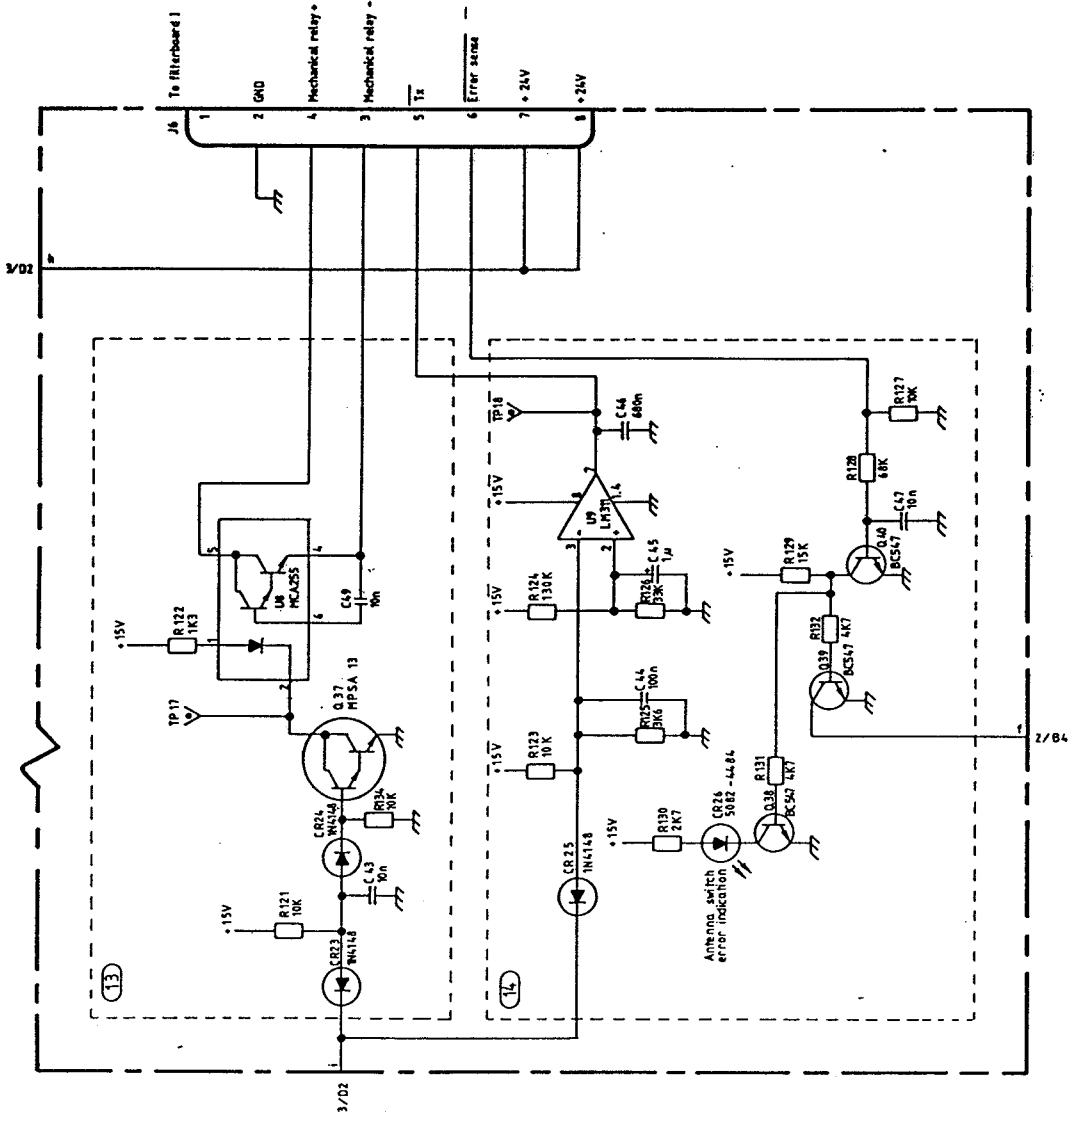 To filterboard 1
J6
1
2 GND
4 Mechanical relay +
3 Mechanical relay -
5 Tx
6 Error sense
7 + 24V
8 + 24V
3/D2
13
+15V
R122
1K3
1
5
4
6
2
U8
MCA255
C49
10n
TP17
Q37
MPSA 13
CR24
1N4148
R134
10K
C43
10n
+15V
R121
10K
CR23
1N4148
i
3/D2
14
TP18
C46
680n
+15V
7
8
1.4
U9
LM311
-
+
3
2
+15V
R124
130K
R126
33K
+
C45
1µ
C44
100n
R125
3K6
+15V
R123
10K
CR25
1N4148
R127
10K
R128
68K
C47
10n
Q40
BC547
+15V
R129
15K
R132
4K7
Q39
BC547
f
2/B4
R131
4K7
Q38
BC547
+15V
R130
2K7
CR26
5082 -4484
Antenna switch
error indication